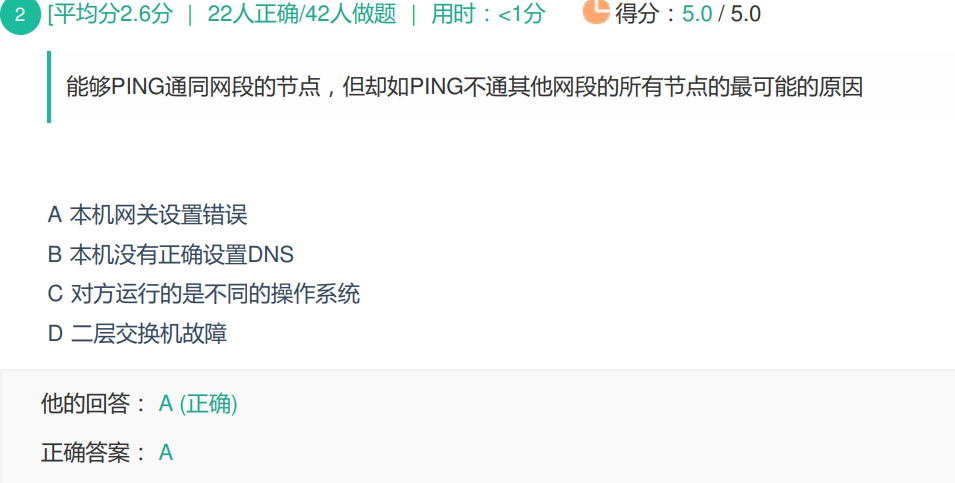 2 [平均分2.6分 | 22人正确/42人做题 | 用时：<1分 得分：5.0 / 5.0
能够PING通同网段的节点，但却如PING不通其他网段的所有节点的最可能的原因
A 本机网关设置错误
B 本机没有正确设置DNS
C 对方运行的是不同的操作系统
D 二层交换机故障
他的回答： A (正确)
正确答案： A